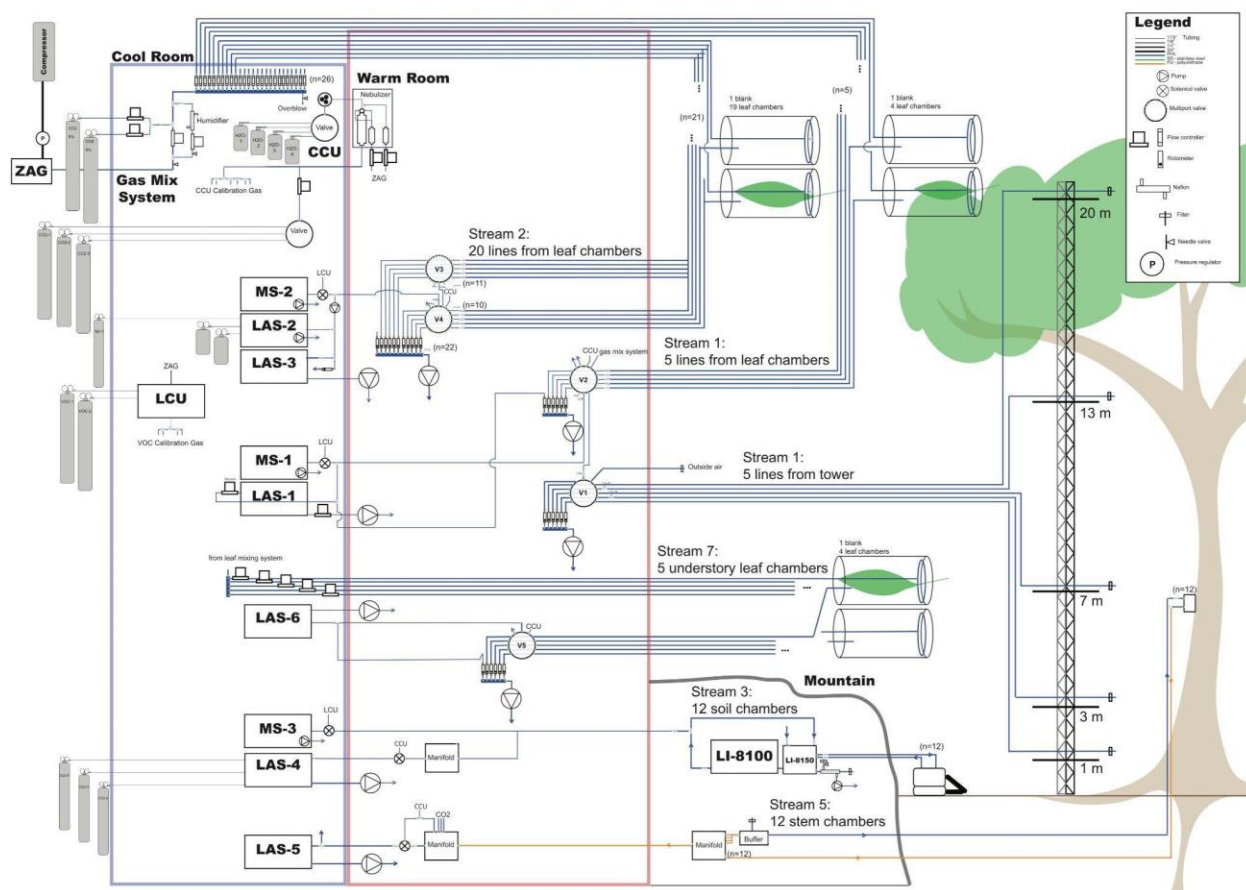 Compressor
P
ZAG
Cool Room
(n=26)
Overblow
Humidifier
Gas Mix
System
Valve
CCU
CCU Calibration Gas
Valve
Warm Room
Nebulizer
ZAG
(n=5)
(n=21)
1 blank
19 leaf chambers
1 blank
4 leaf chambers
Legend
Tubing
PFA
SS - stainless steel
PU - polyurethane
Pump
Solenoid valve
Multiport valve
Flow controller
Rotometer
Nafion
Filter
Needle valve
P
Pressure regulator
20 m
13 m
7 m
3 m
1 m
Stream 2:
20 lines from leaf chambers
V3
... (n=11)
CCU
... (n=10)
V4
... (n=22)
MS-2
LCU
LAS-2
LAS-3
ZAG
LCU
VOC Calibration Gas
Stream 1:
5 lines from leaf chambers
CCU gas mix system
V2
MS-1
LCU
LAS-1
Outside air
Stream 1:
5 lines from tower
V1
from leaf mixing system
Stream 7:
5 understory leaf chambers
1 blank
4 leaf chambers
LAS-6
CCU
V5
(n=12)
Mountain
Stream 3:
12 soil chambers
MS-3
LCU
LAS-4
CCU
Manifold
LI-8100
LI-8150
(n=12)
Stream 5:
12 stem chambers
LAS-5
CCU
CO2
Manifold
Manifold
(n=12)
Buffer